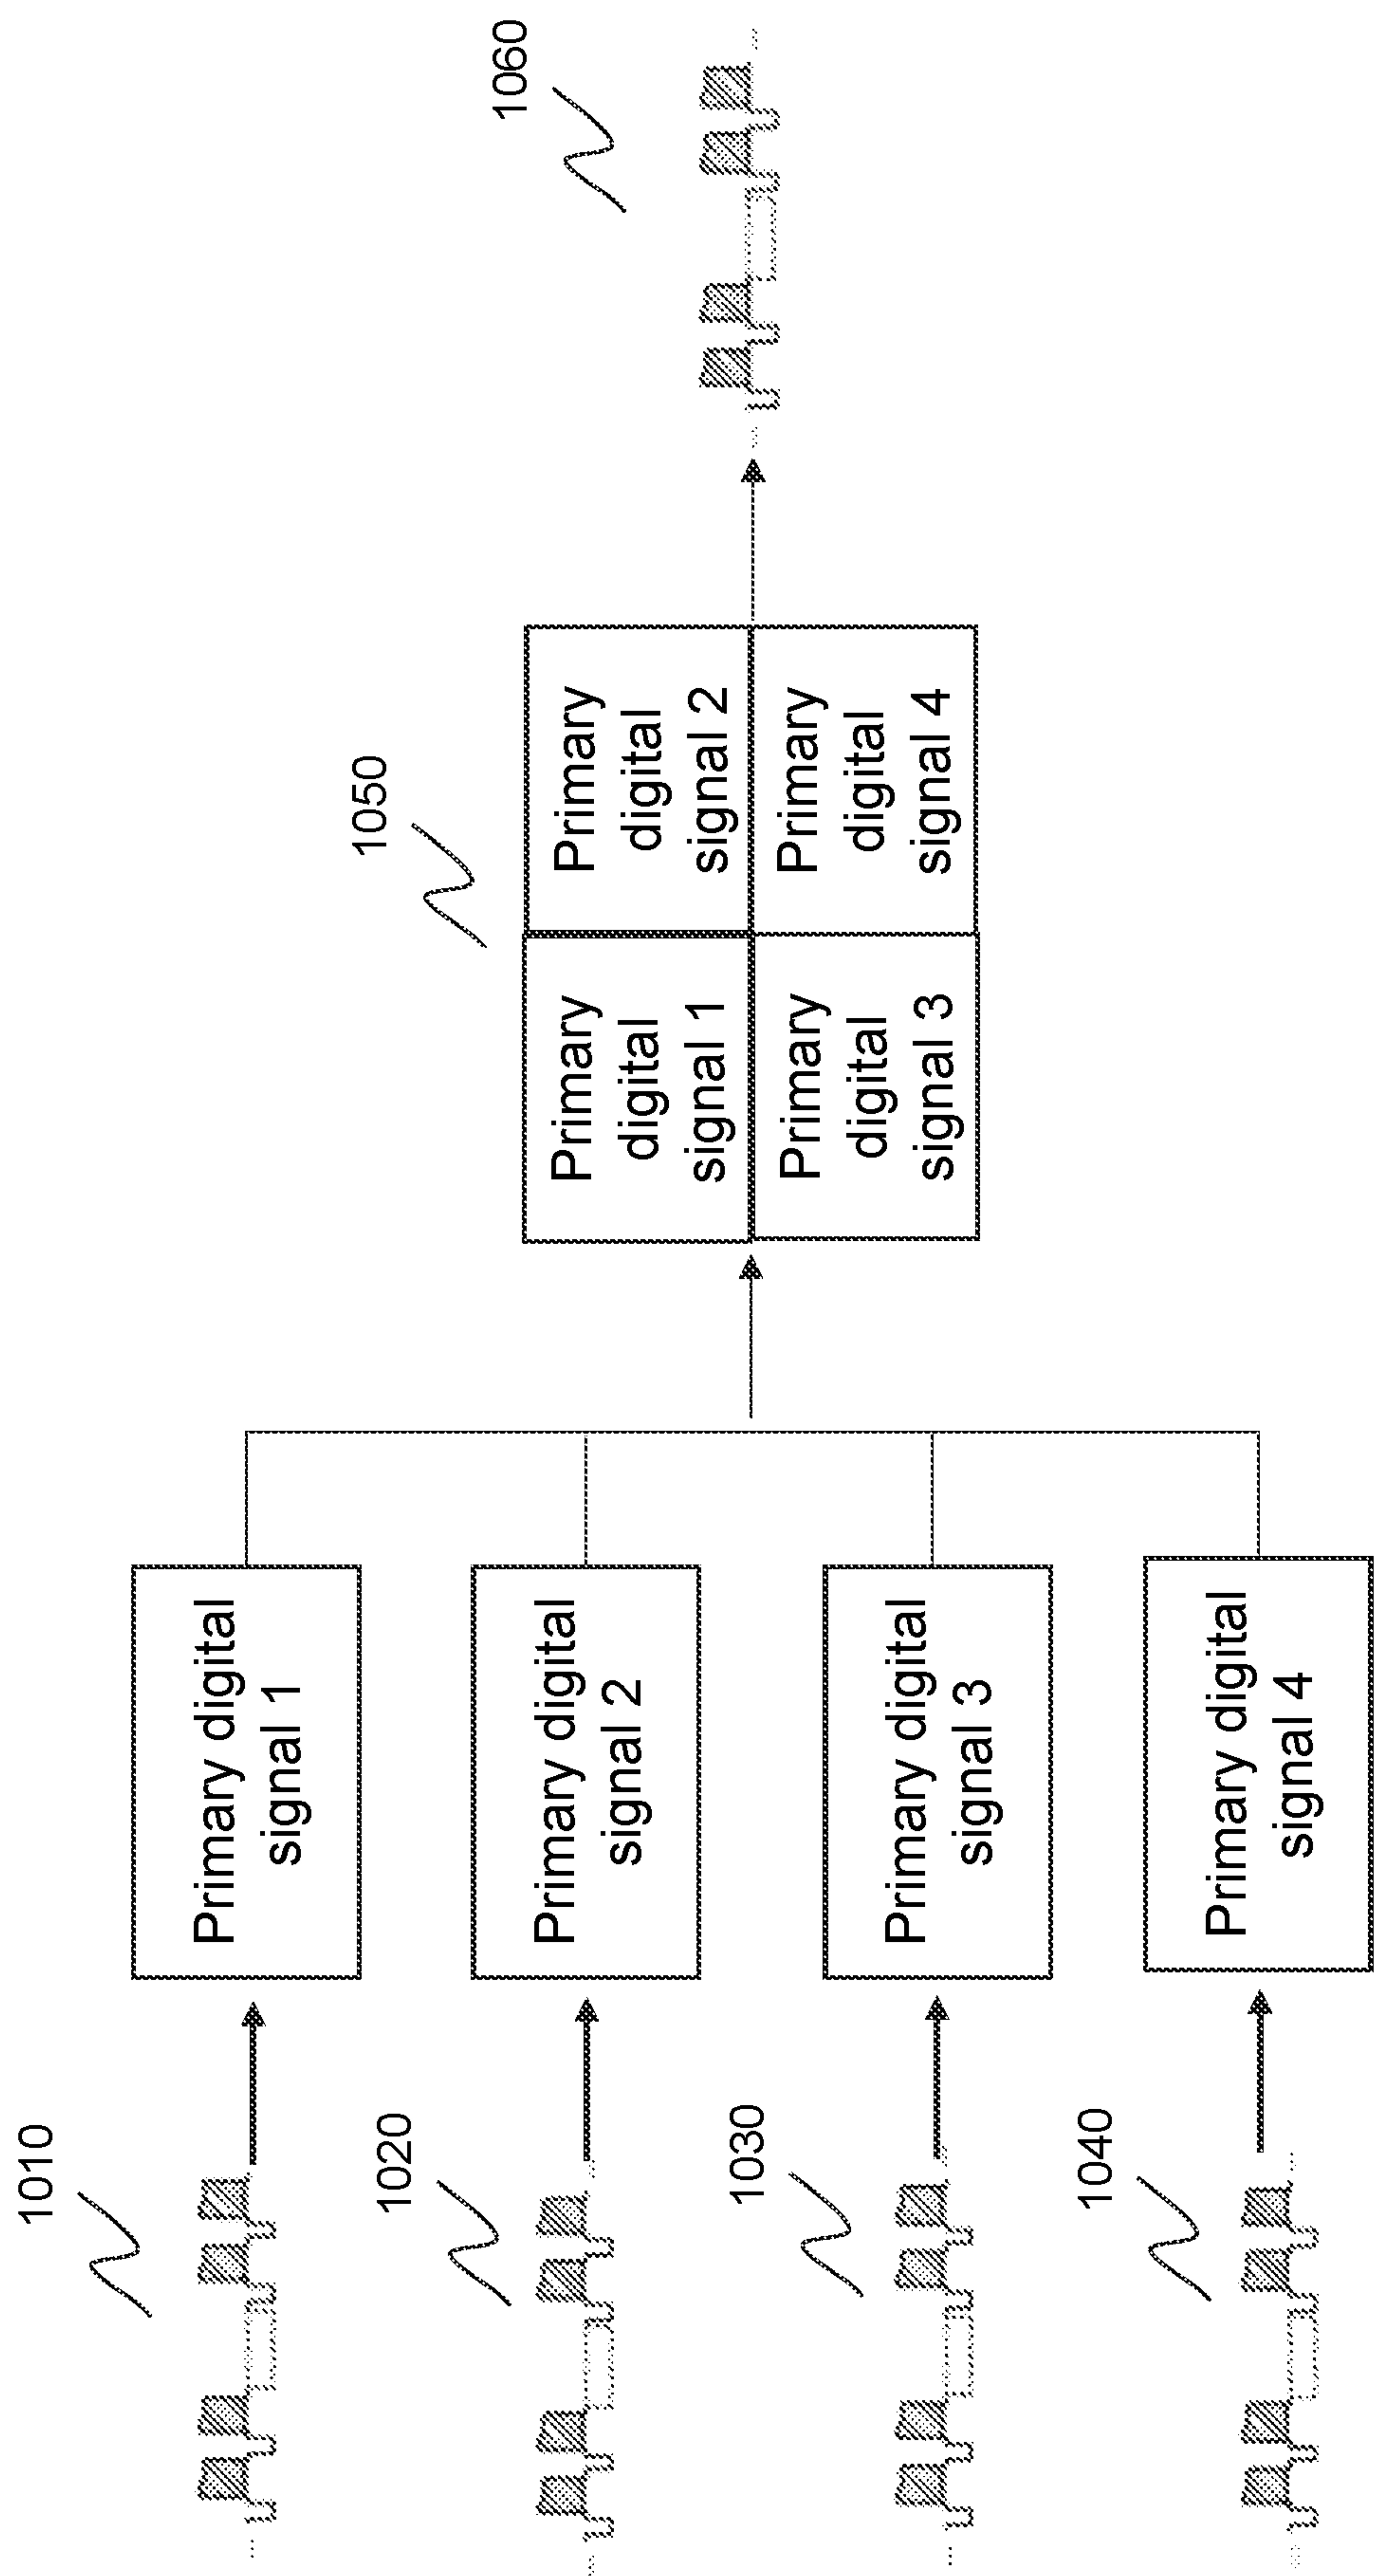 1010
Primary digital
signal 1
1020
Primary digital
signal 2
1030
Primary digital
signal 3
1040
Primary digital
signal 4
1050
Primary
digital
signal 1
Primary
digital
signal 2
Primary
digital
signal 3
Primary
digital
signal 4
1060